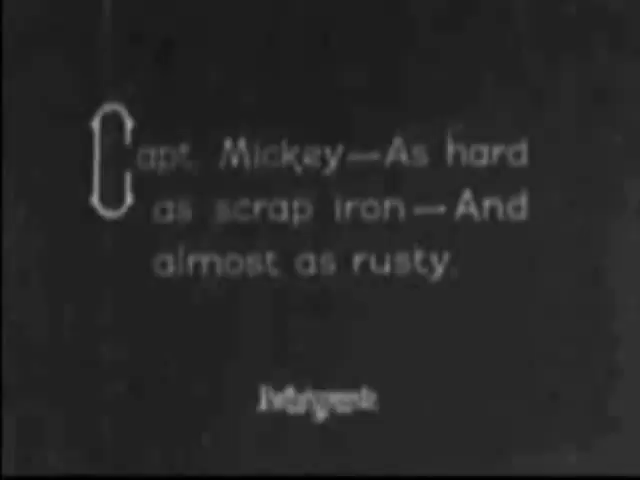 Capt. Mickey—As hard
as scrap iron—And
almost as rusty.